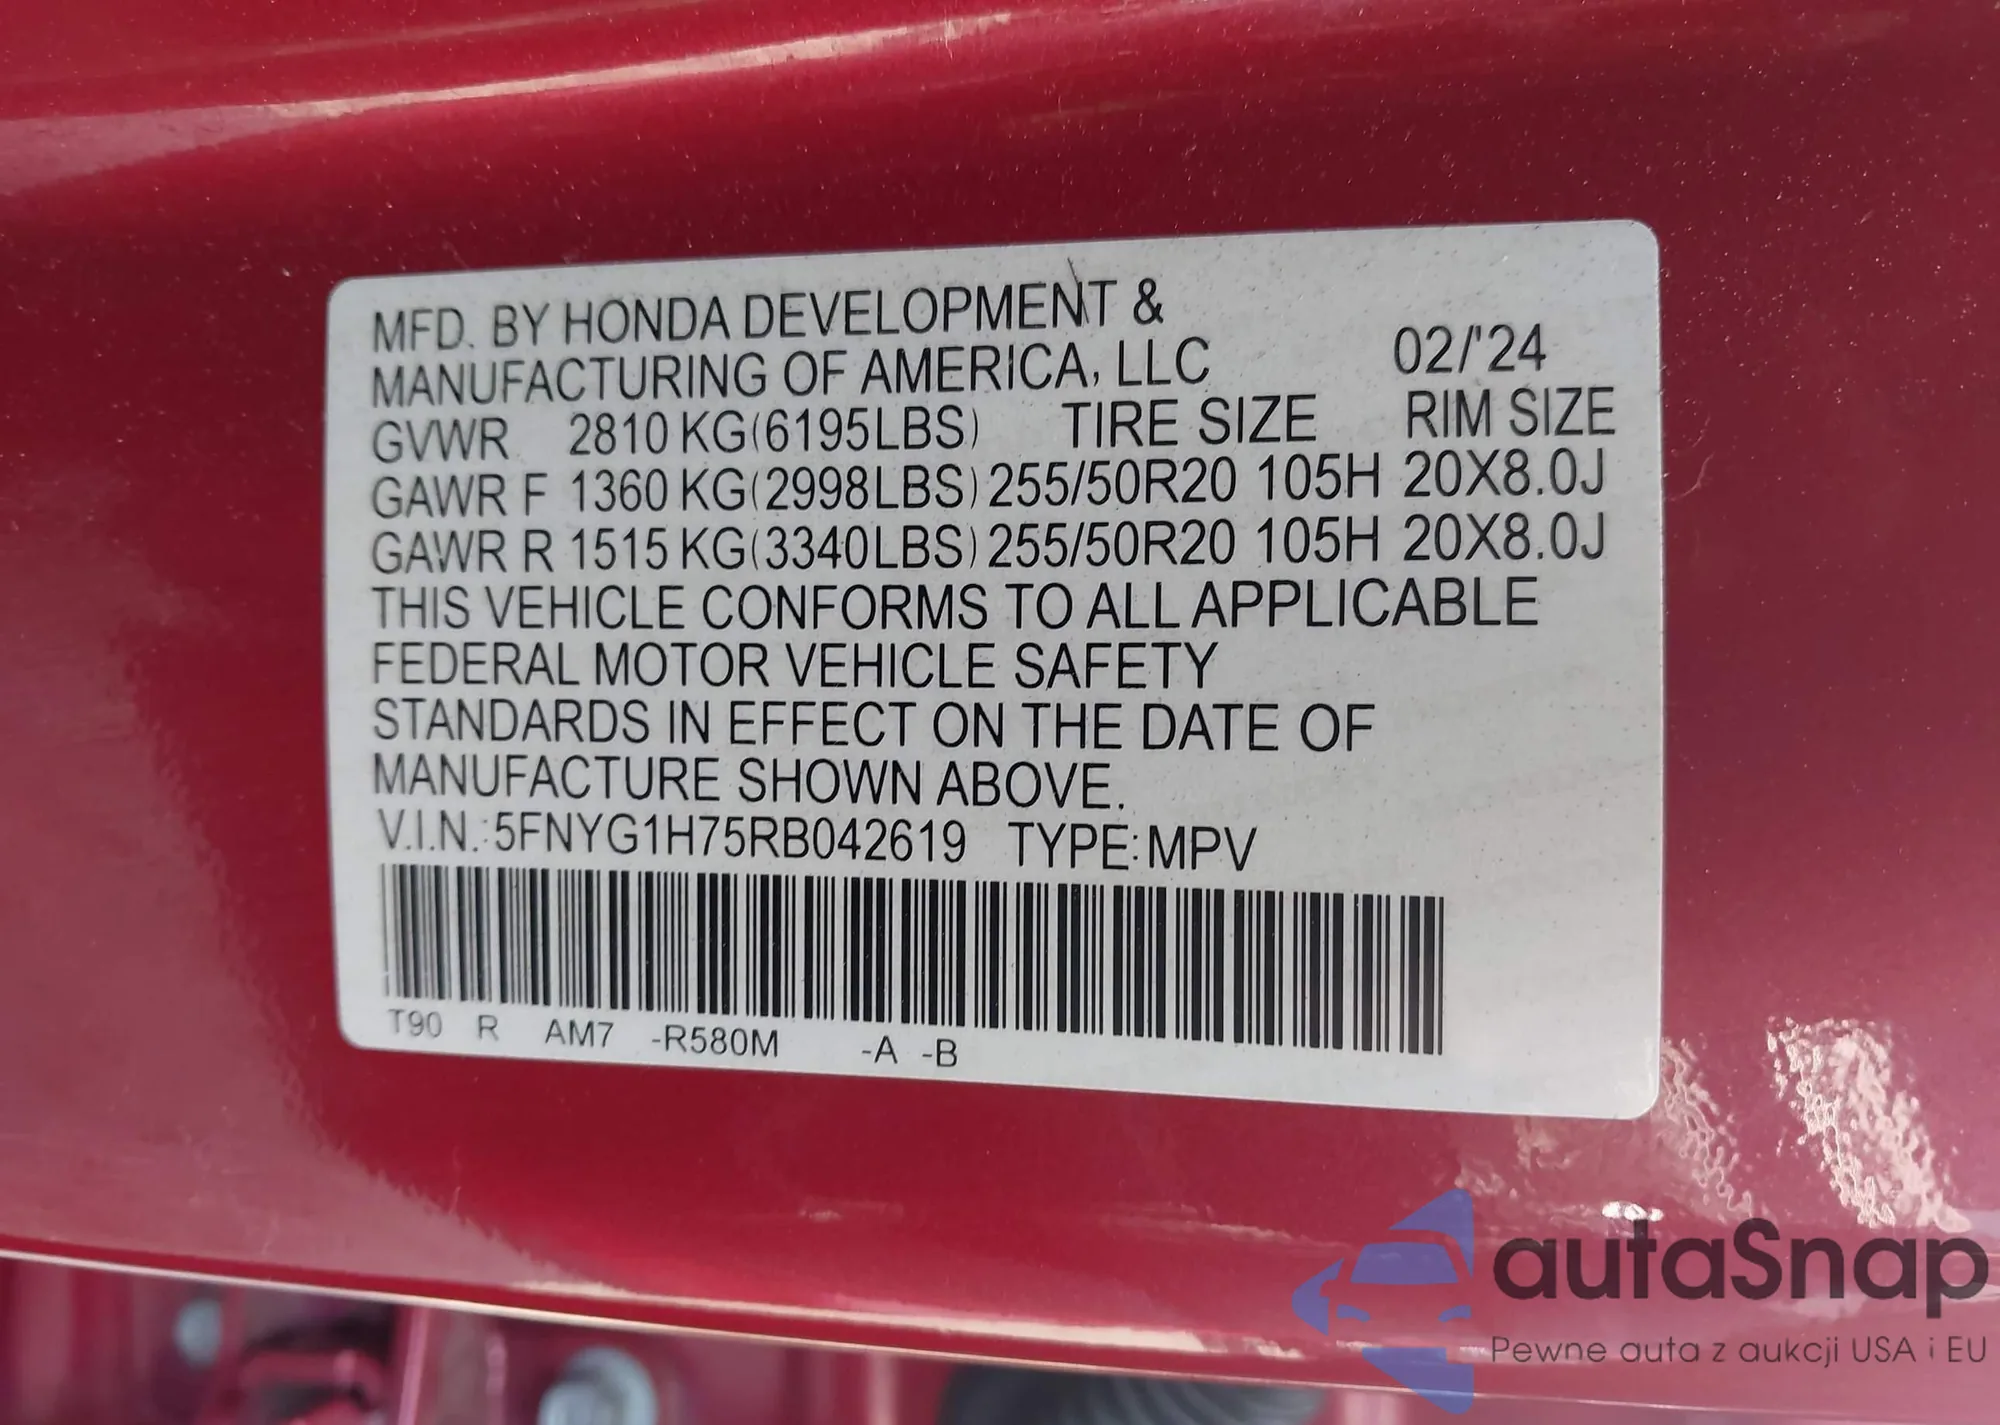 MFD. BY HONDA DEVELOPMENT &
MANUFACTURING OF AMERICA, LLC 02/'24
GVWR 2810 KG(6195LBS) TIRE SIZE RIM SIZE
GAWR F 1360 KG(2998LBS) 255/50R20 105H 20X8.0J
GAWR R 1515 KG(3340LBS) 255/50R20 105H 20X8.0J
THIS VEHICLE CONFORMS TO ALL APPLICABLE
FEDERAL MOTOR VEHICLE SAFETY
STANDARDS IN EFFECT ON THE DATE OF
MANUFACTURE SHOWN ABOVE.
V.I.N.: 5FNYG1H75RB042619 TYPE: MPV
T90 R AM7 -R580M -A -B
autaSnap
Pewne auta z aukcji USA i EU